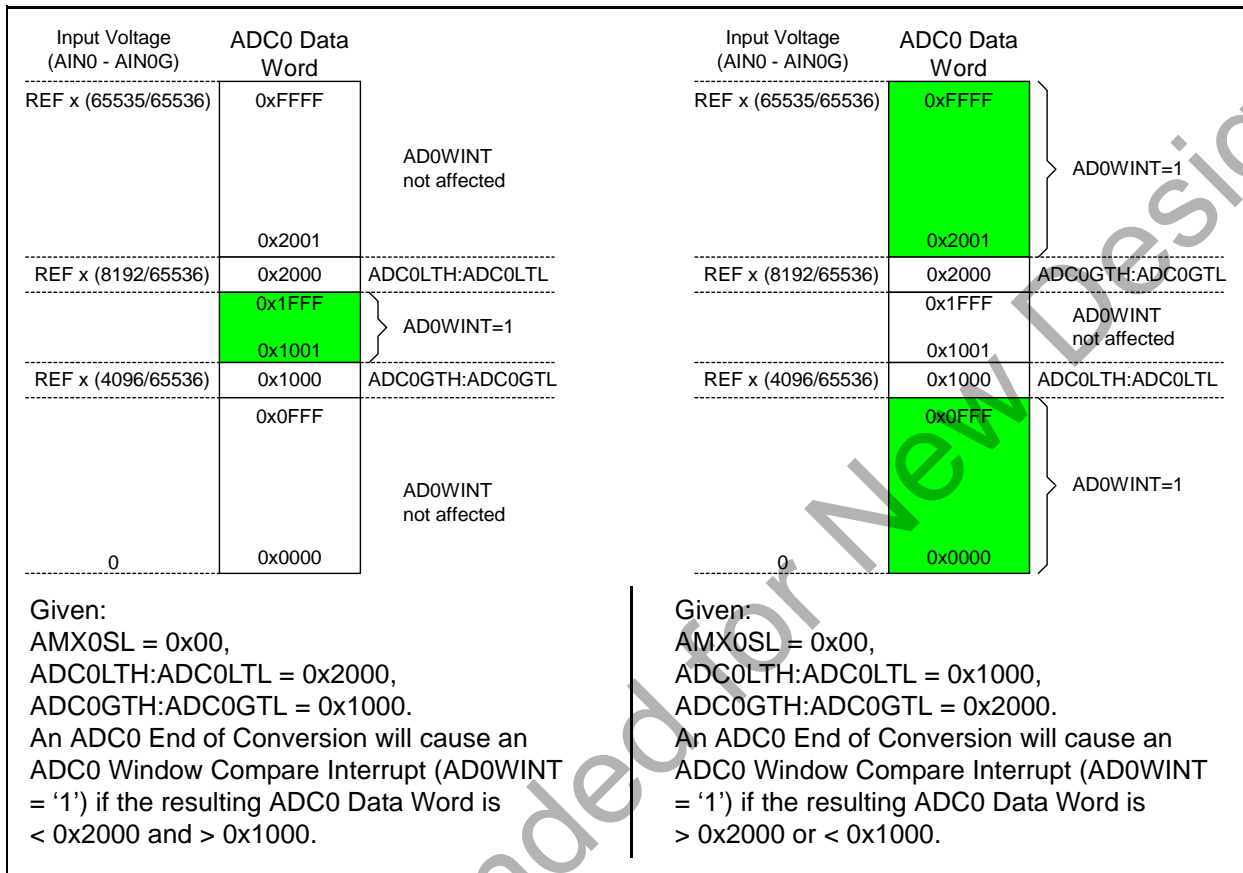 Input Voltage
(AIN0 - AIN0G)
ADC0 Data
Word
REF x (65535/65536)
0xFFFF
AD0WINT
not affected
0x2001
REF x (8192/65536)
0x2000
ADC0LTH:ADC0LTL
0x1FFF
AD0WINT=1
0x1001
REF x (4096/65536)
0x1000
ADC0GTH:ADC0GTL
0x0FFF
AD0WINT
not affected
0
0x0000
Given:
AMX0SL = 0x00,
ADC0LTH:ADC0LTL = 0x2000,
ADC0GTH:ADC0GTL = 0x1000.
An ADC0 End of Conversion will cause an
ADC0 Window Compare Interrupt (AD0WINT
= ‘1’) if the resulting ADC0 Data Word is
< 0x2000 and > 0x1000.
Input Voltage
(AIN0 - AIN0G)
ADC0 Data
Word
REF x (65535/65536)
0xFFFF
AD0WINT=1
0x2001
REF x (8192/65536)
0x2000
ADC0GTH:ADC0GTL
0x1FFF
AD0WINT
not affected
0x1001
REF x (4096/65536)
0x1000
ADC0LTH:ADC0LTL
0x0FFF
AD0WINT=1
0
0x0000
Given:
AMX0SL = 0x00,
ADC0LTH:ADC0LTL = 0x1000,
ADC0GTH:ADC0GTL = 0x2000.
An ADC0 End of Conversion will cause an
ADC0 Window Compare Interrupt (AD0WINT
= ‘1’) if the resulting ADC0 Data Word is
> 0x2000 or < 0x1000.
for New